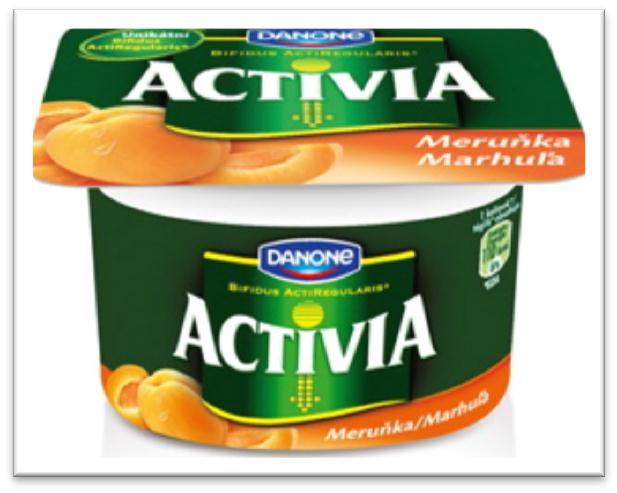 Unikátní
Bifidus
ActiRegularis®
DANONE
BIFIDUS ACTIREGULARIS®
ACTIVIA
Meruňka
Marhuľa
DANONE
BIFIDUS ACTIREGULARIS®
ACTIVIA
Meruňka/Marhuľa